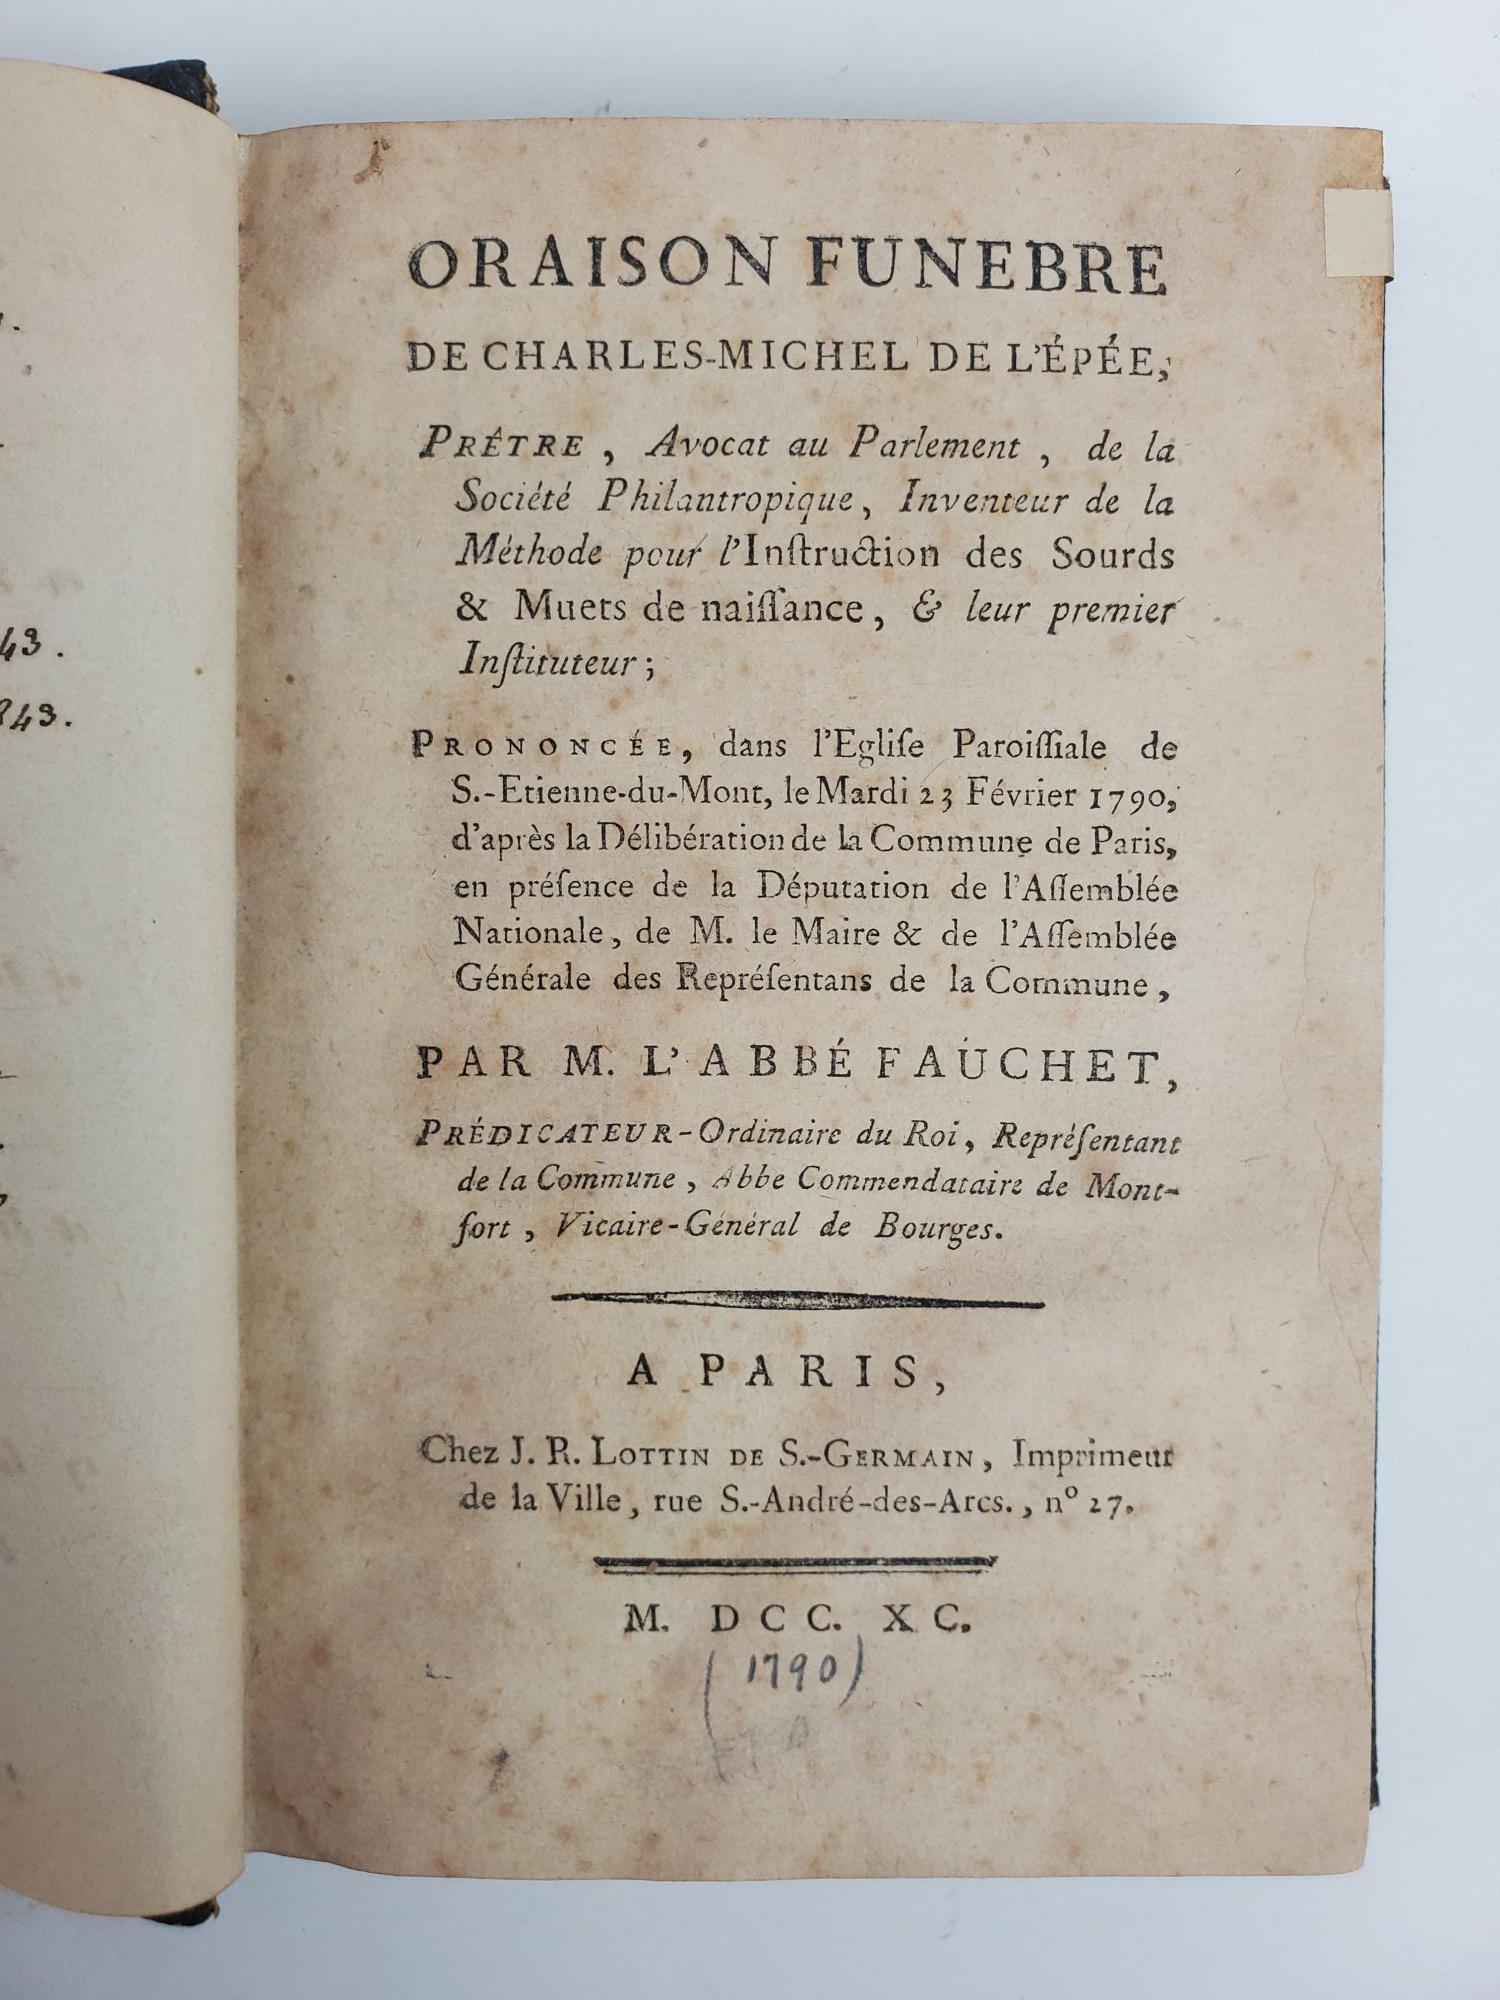 43.
843.
ORAISON FUNEBRE
DE CHARLES-MICHEL DE L'ÉPÉE,
PRÊTRE, Avocat au Parlement, de la
Société Philantropique, Inventeur de la
Méthode pour l'Inſtruction des Sourds
& Muets de naiſſance, & leur premier
Inſtituteur;
PRONONCÉE, dans l'Egliſe Paroiſſiale de
S.-Etienne-du-Mont, le Mardi 23 Février 1790,
d'après la Délibération de la Commune de Paris,
en préſence de la Députation de l'Aſſemblée
Nationale, de M. le Maire & de l'Aſſemblée
Générale des Repréſentans de la Commune,
PAR M. L'ABBÉ FAUCHET,
PRÉDICATEUR-Ordinaire du Roi, Repréſentant
de la Commune, Abbe Commendataire de Mont-
fort, Vicaire-Général de Bourges.
A PARIS,
Chez J. R. LOTTIN DE S.-GERMAIN, Imprimeur
de la Ville, rue S.-André-des-Arcs., nº 27.
M. DCC. XC.
(1790)